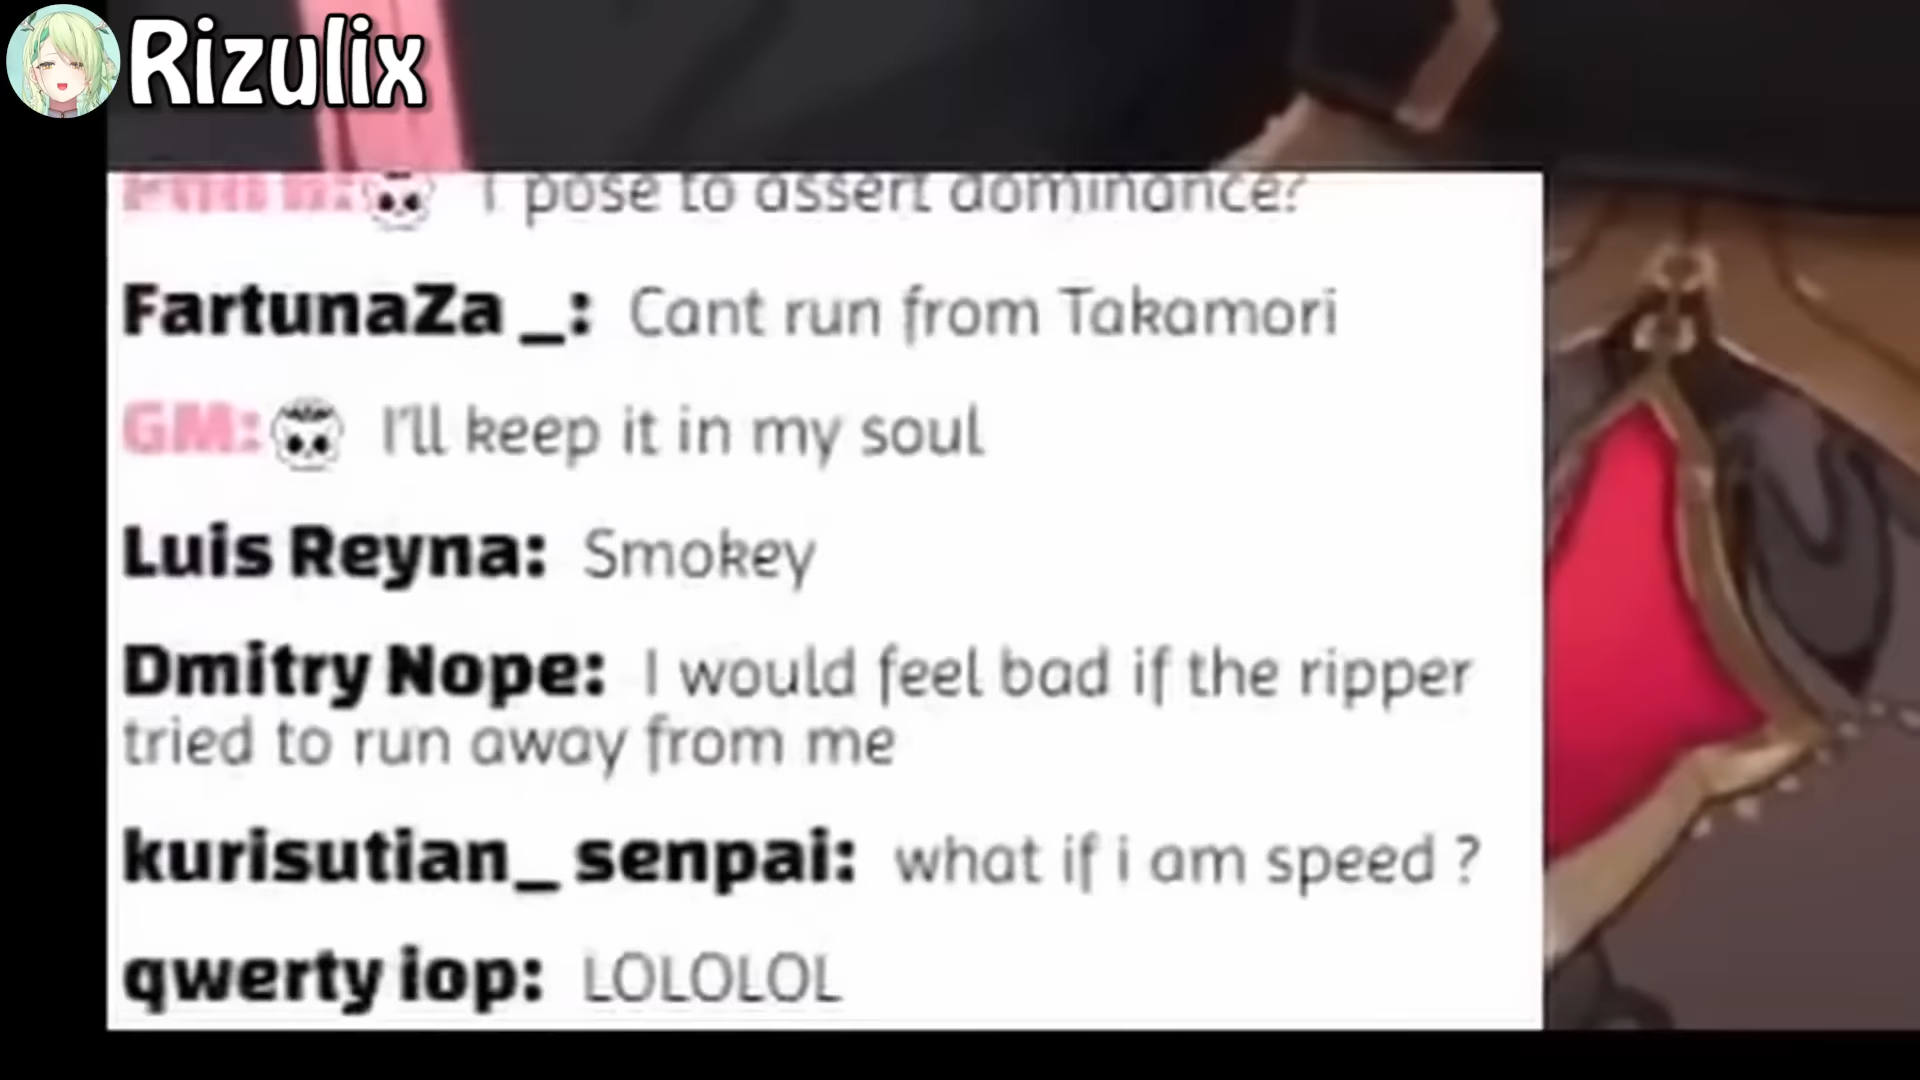 Rizulix
T pose to assert dominance?
FartunaZa _: Cant run from Takamori
GM: I'll keep it in my soul
Luis Reyna: Smokey
Dmitry Nope: I would feel bad if the ripper
tried to run away from me
kurisutian_ senpai: what if i am speed ?
qwerty iop: LOLOLOL